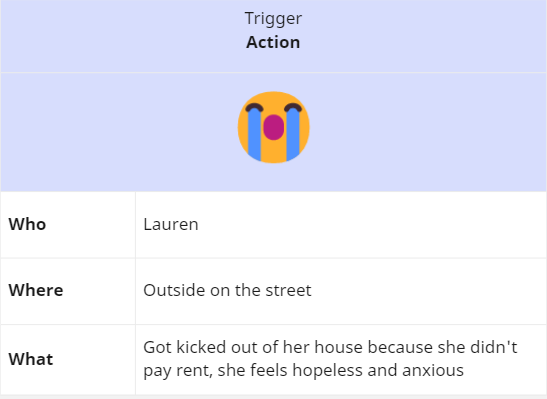 Trigger
Action
Who
Lauren
Where
Outside on the street
What
Got kicked out of her house because she didn't
pay rent, she feels hopeless and anxious